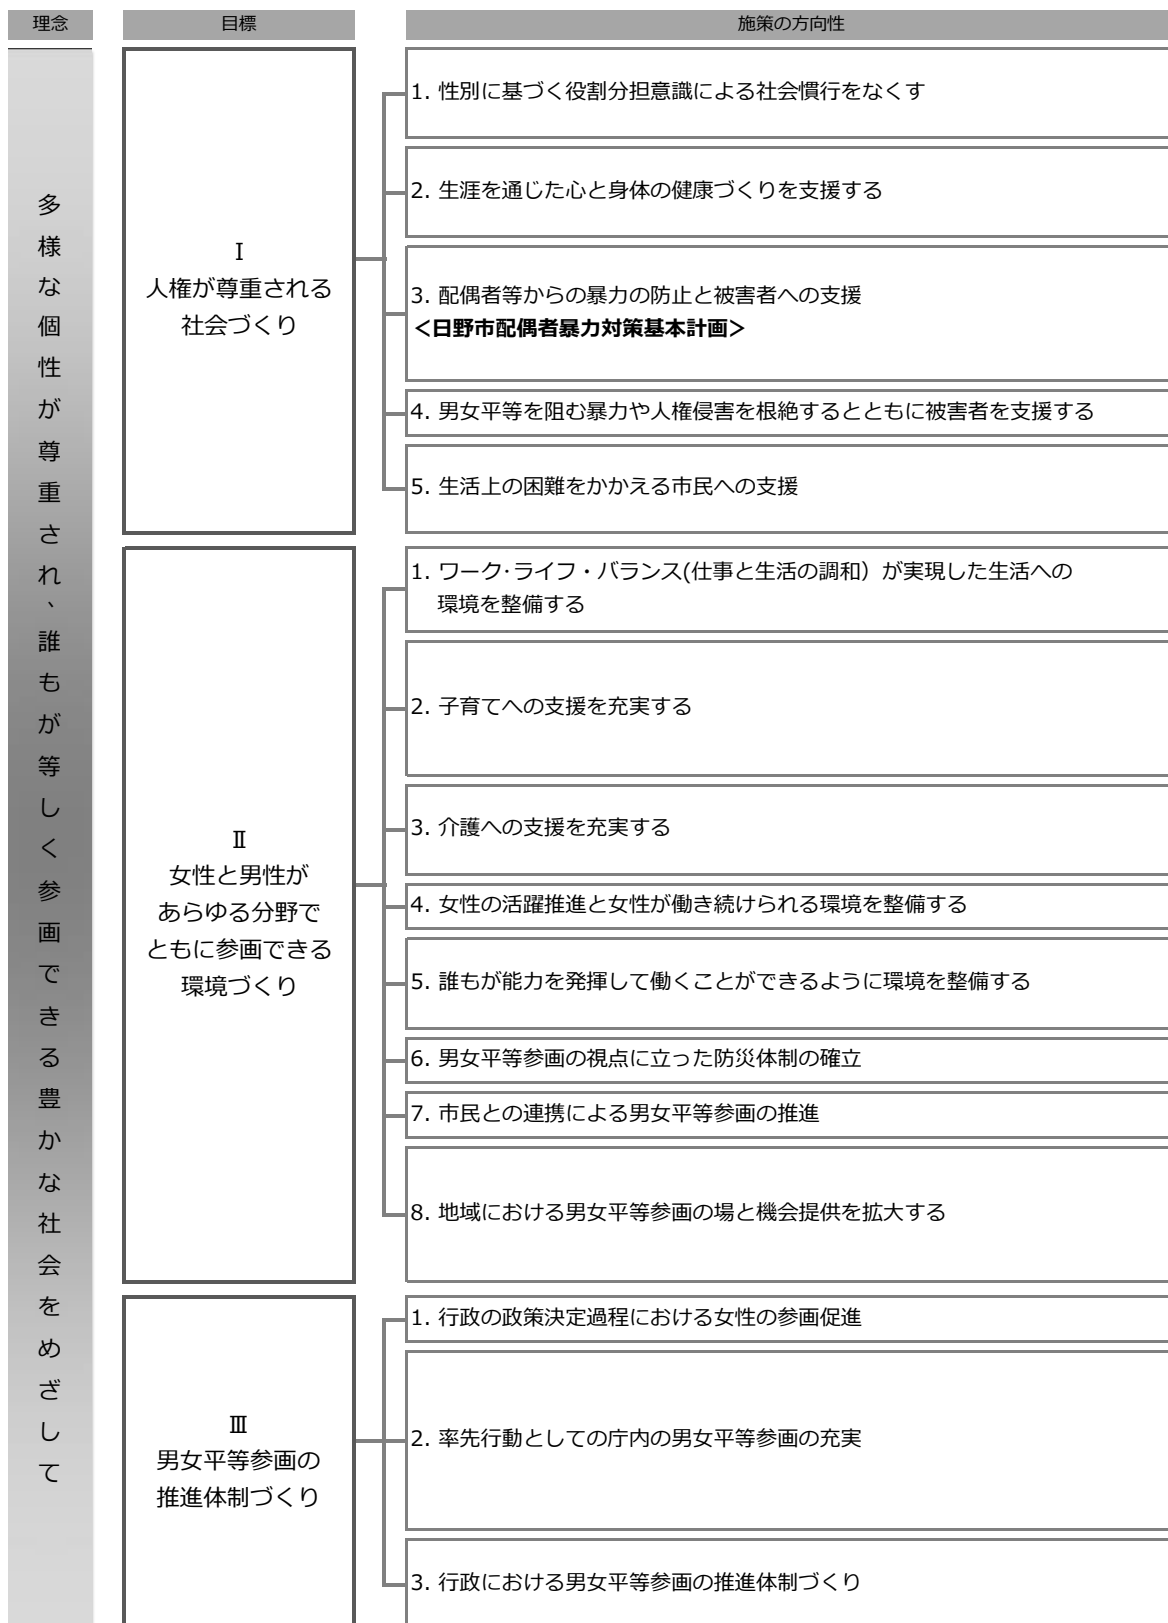 理念
目標
施策の方向性
多様な個性が尊重され、誰もが等しく参画できる豊かな社会をめざして
Ⅰ
人権が尊重される
社会づくり
1. 性別に基づく役割分担意識による社会慣行をなくす
2. 生涯を通じた心と身体の健康づくりを支援する
3. 配偶者等からの暴力の防止と被害者への支援
＜日野市配偶者暴力対策基本計画＞
4. 男女平等を阻む暴力や人権侵害を根絶するとともに被害者を支援する
5. 生活上の困難をかかえる市民への支援
Ⅱ
女性と男性が
あらゆる分野で
ともに参画できる
環境づくり
1. ワーク･ライフ・バランス(仕事と生活の調和）が実現した生活への
環境を整備する
2. 子育てへの支援を充実する
3. 介護への支援を充実する
4. 女性の活躍推進と女性が働き続けられる環境を整備する
5. 誰もが能力を発揮して働くことができるように環境を整備する
6. 男女平等参画の視点に立った防災体制の確立
7. 市民との連携による男女平等参画の推進
8. 地域における男女平等参画の場と機会提供を拡大する
Ⅲ
男女平等参画の
推進体制づくり
1. 行政の政策決定過程における女性の参画促進
2. 率先行動としての庁内の男女平等参画の充実
3. 行政における男女平等参画の推進体制づくり